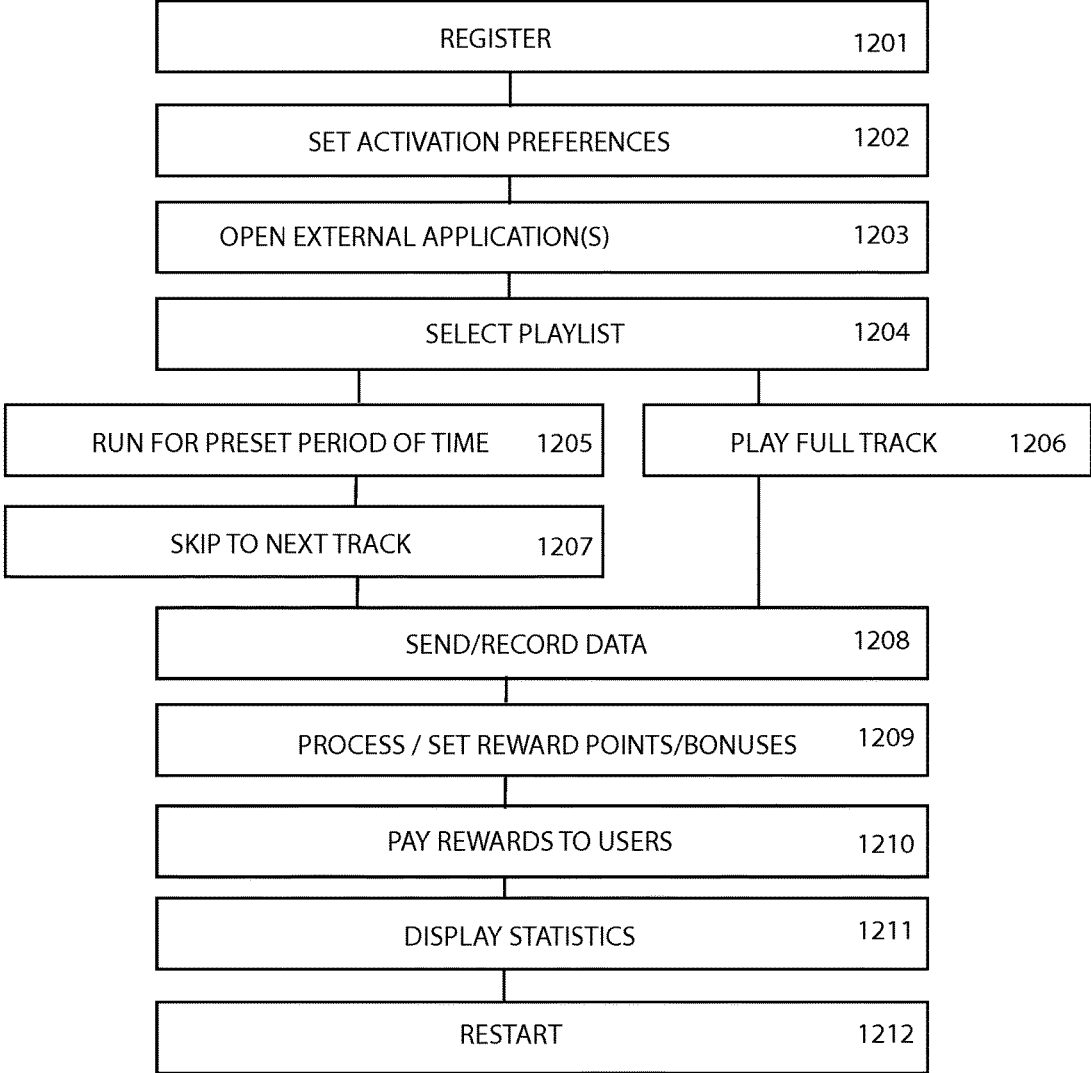 REGISTER 1201
SET ACTIVATION PREFERENCES 1202
OPEN EXTERNAL APPLICATION(S) 1203
SELECT PLAYLIST 1204
RUN FOR PRESET PERIOD OF TIME 1205
PLAY FULL TRACK 1206
SKIP TO NEXT TRACK 1207
SEND/RECORD DATA 1208
PROCESS / SET REWARD POINTS/BONUSES 1209
PAY REWARDS TO USERS 1210
DISPLAY STATISTICS 1211
RESTART 1212